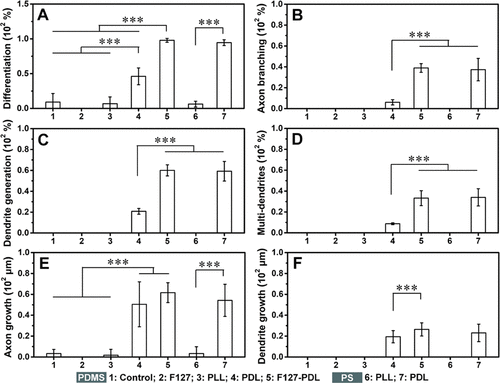 A
Differentiation (10² %)
1.5
1.0
0.5
0.0
***
***
***
1 2 3 4 5 6 7
B
Axon branching (10² %)
0.8
0.6
0.4
0.2
0.0
***
1 2 3 4 5 6 7
C
Dendrite generation (10² %)
1.0
0.8
0.6
0.4
0.2
0.0
***
1 2 3 4 5 6 7
D
Multi-dendrites (10² %)
0.8
0.6
0.4
0.2
0.0
***
1 2 3 4 5 6 7
E
Axon growth (10² µm)
1.0
0.8
0.6
0.4
0.2
0.0
***
***
1 2 3 4 5 6 7
F
Dendrite growth (10² µm)
1.0
0.8
0.6
0.4
0.2
0.0
***
1 2 3 4 5 6 7
PDMS 1: Control; 2: F127; 3: PLL; 4: PDL; 5: F127-PDL PS 6: PLL; 7: PDL